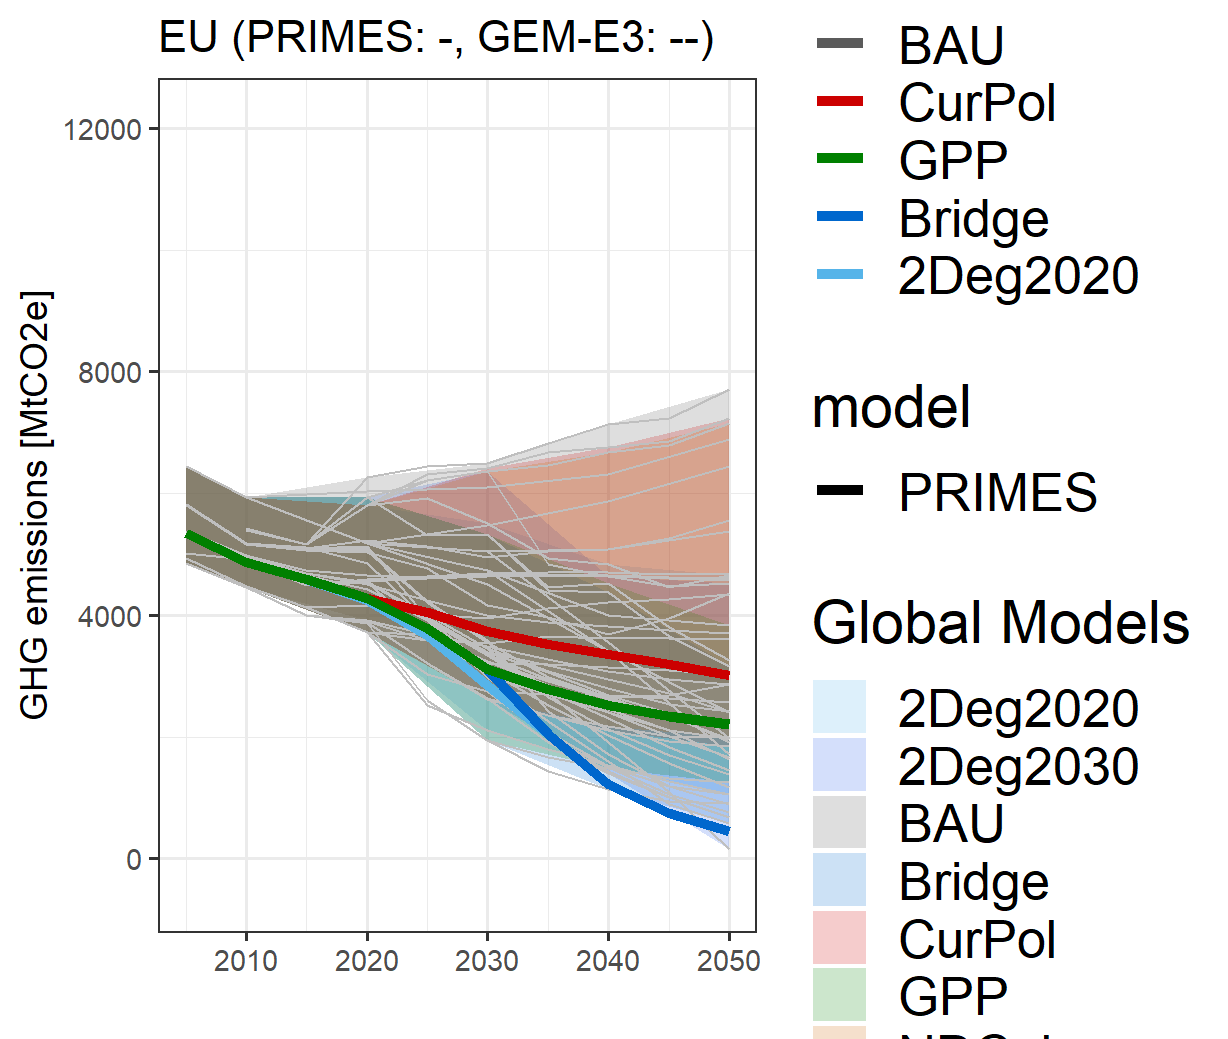 EU (PRIMES: -, GEM-E3: --)
GHG emissions [MtCO2e]
12000
8000
4000
0
2010 2020 2030 2040 2050
BAU
CurPol
GPP
Bridge
2Deg2020
model
PRIMES
Global Models
2Deg2020
2Deg2030
BAU
Bridge
CurPol
GPP